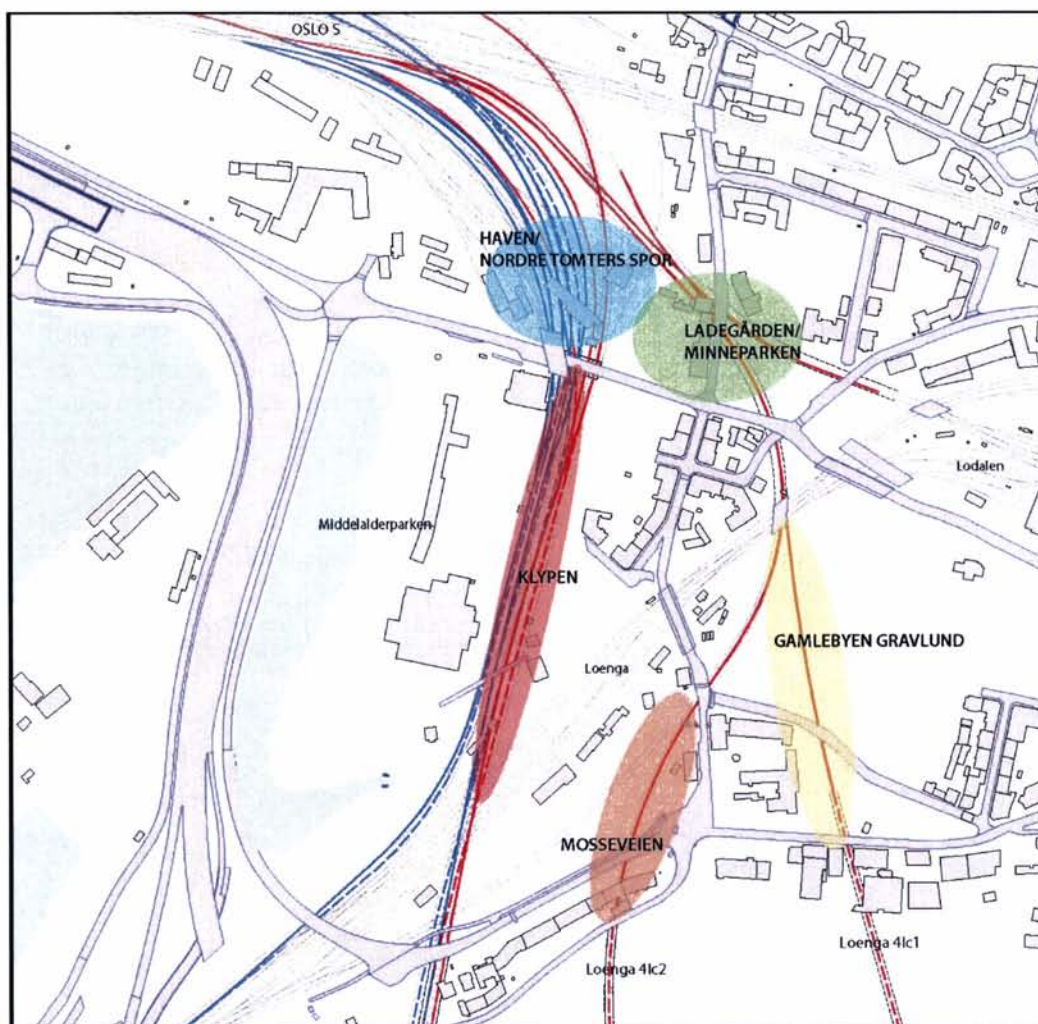 OSLO S
HAVEN/
NORDRE TOMTERS SPOR
LADEGÅRDEN/
MINNEPARKEN
Lodalen
Middelalderparken
KLYPEN
GAMLEBYEN GRAVLUND
Loenga
MOSSEVEIEN
Loenga 4lc1
Loenga 4lc2